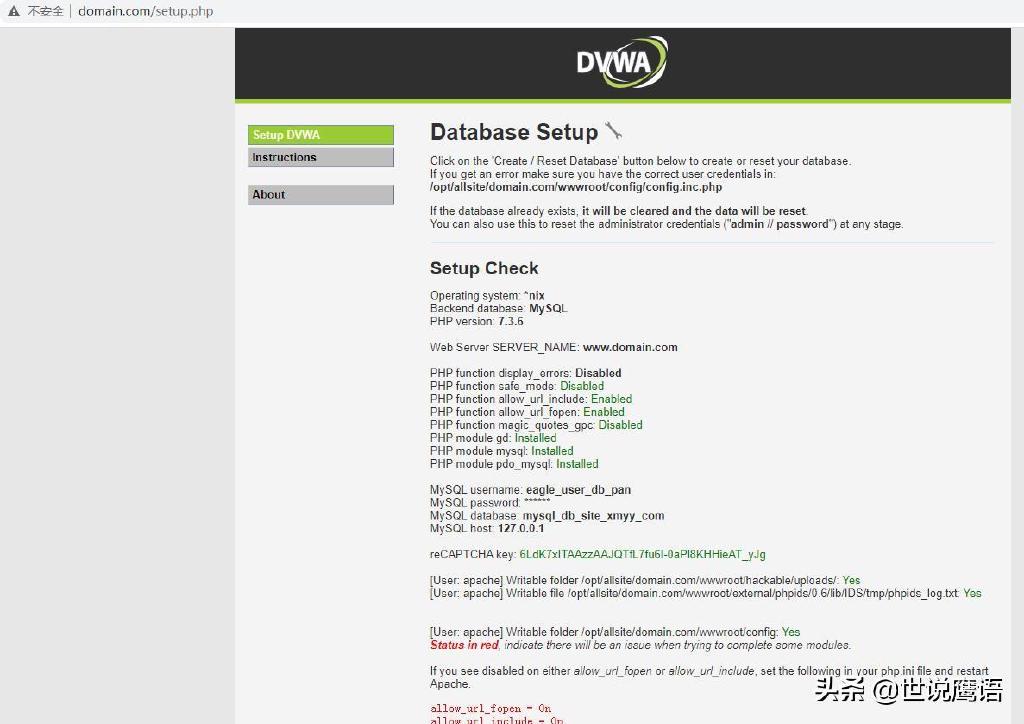 不安全 domain.com/setup.php
DVWA
Setup DVWA
Instructions
About
Database Setup
Click on the 'Create / Reset Database' button below to create or reset your database.
If you get an error make sure you have the correct user credentials in:
/opt/allsite/domain.com/wwwroot/config/config.inc.php
If the database already exists, it will be cleared and the data will be reset.
You can also use this to reset the administrator credentials ("admin // password") at any stage.
Setup Check
Operating system: *nix
Backend database: MySQL
PHP version: 7.3.6
Web Server SERVER_NAME: www.domain.com
PHP function display_errors: Disabled
PHP function safe_mode: Disabled
PHP function allow_url_include: Enabled
PHP function allow_url_fopen: Enabled
PHP function magic_quotes_gpc: Disabled
PHP module gd: Installed
PHP module mysql: Installed
PHP module pdo_mysql: Installed
MySQL username: eagle_user_db_pan
MySQL password: ******
MySQL database: mysql_db_site_xmyy_com
MySQL host: 127.0.0.1
reCAPTCHA key:
[User: apache] Writable folder /opt/allsite/domain.com/wwwroot/hackable/uploads/: Yes
[User: apache] Writable file /opt/allsite/domain.com/wwwroot/external/phpids/0.6/lib/IDS/tmp/phpids_log.txt: Yes
[User: apache] Writable folder /opt/allsite/domain.com/wwwroot/config: Yes
Status in red, indicate there will be an issue when trying to complete some modules.
If you see disabled on either allow_url_fopen or allow_url_include, set the following in your php.ini file and restart
Apache.
allow_url_fopen = On
allow_url_include = On
头条 @世说鹰语